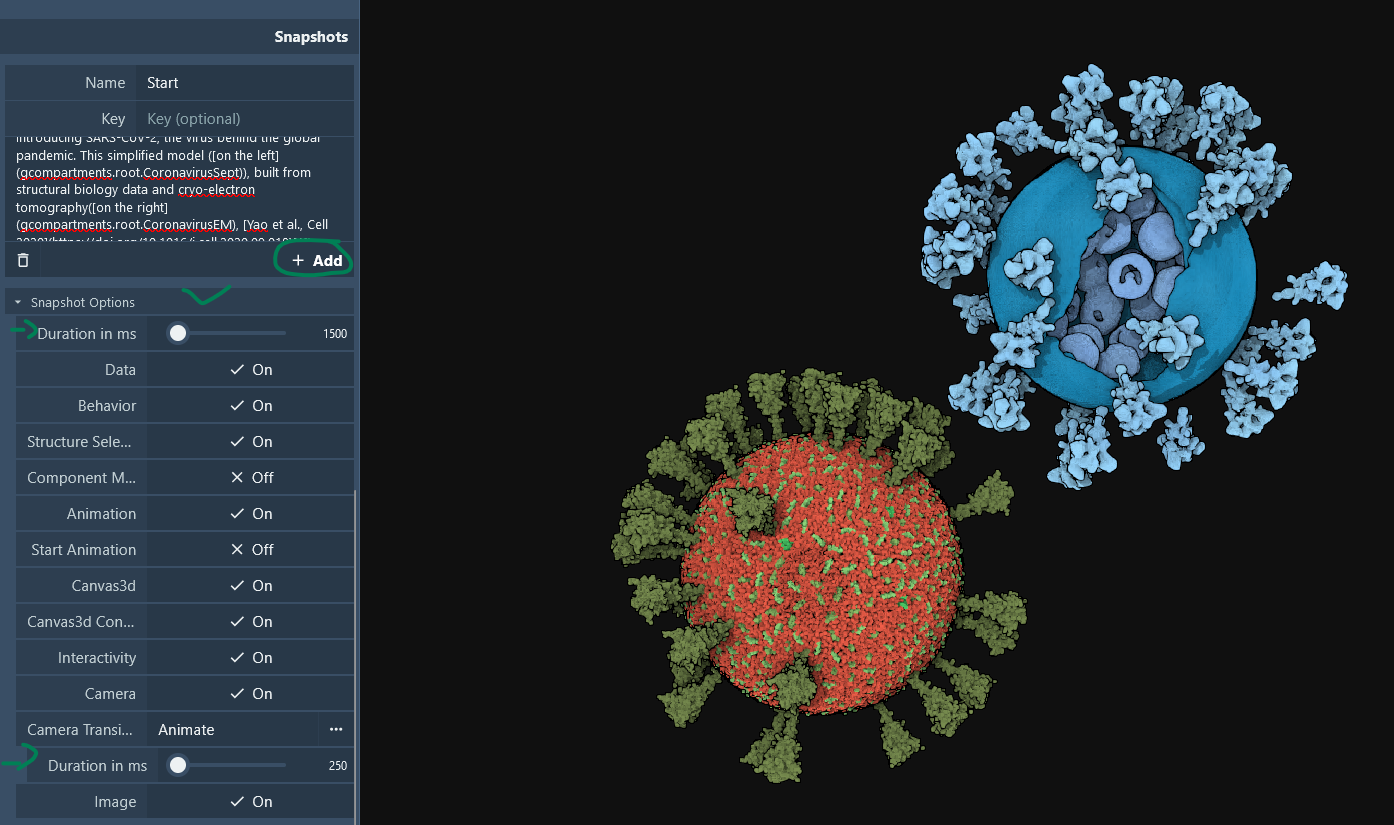 Snapshots
Name Start
Key Key (optional)
introducing SARS-CoV-2, the virus behind the global
pandemic. This simplified model ([on the left]
(gcompartments.root.CoronavirusSept)), built from
structural biology data and cryo-electron
tomography([on the right]
(gcompartments.root.CoronavirusEM), [Yao et al., Cell
+ Add
Snapshot Options
Duration in ms 1500
Data On
Behavior On
Structure Sele... On
Component M... Off
Animation On
Start Animation Off
Canvas3d On
Canvas3d Con... On
Interactivity On
Camera On
Camera Transi... Animate ...
Duration in ms 250
Image On